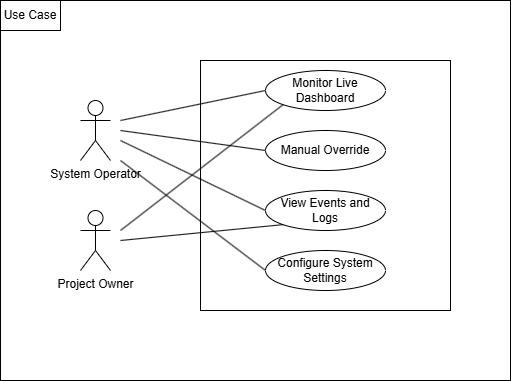 Use Case
Monitor Live
Dashboard
Manual Override
System Operator
View Events and
Logs
Configure System
Settings
Project Owner